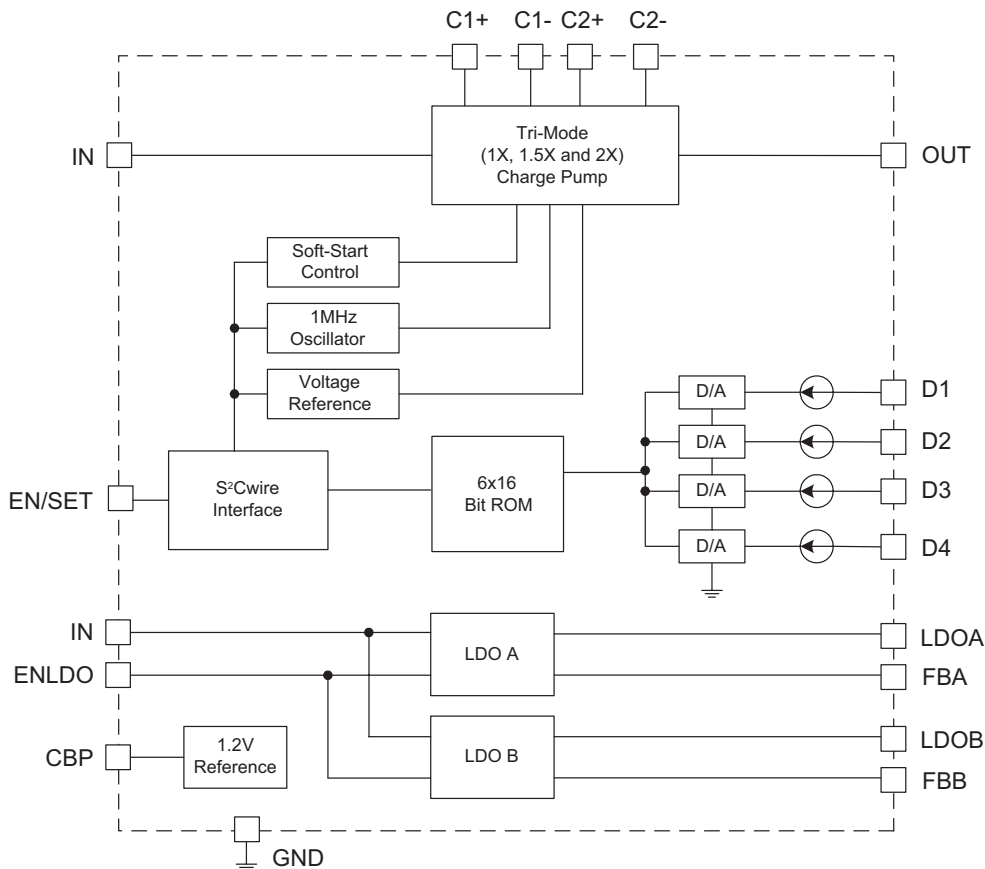 C1+ C1- C2+ C2-
Tri-Mode
(1X, 1.5X and 2X)
Charge Pump
IN
OUT
Soft-Start
Control
1MHz
Oscillator
Voltage
Reference
D/A
D1
D/A
D2
D/A
D3
D/A
D4
EN/SET
S²Cwire
Interface
6x16
Bit ROM
IN
ENLDO
LDO A
LDOA
FBA
CBP
1.2V
Reference
LDO B
LDOB
FBB
GND